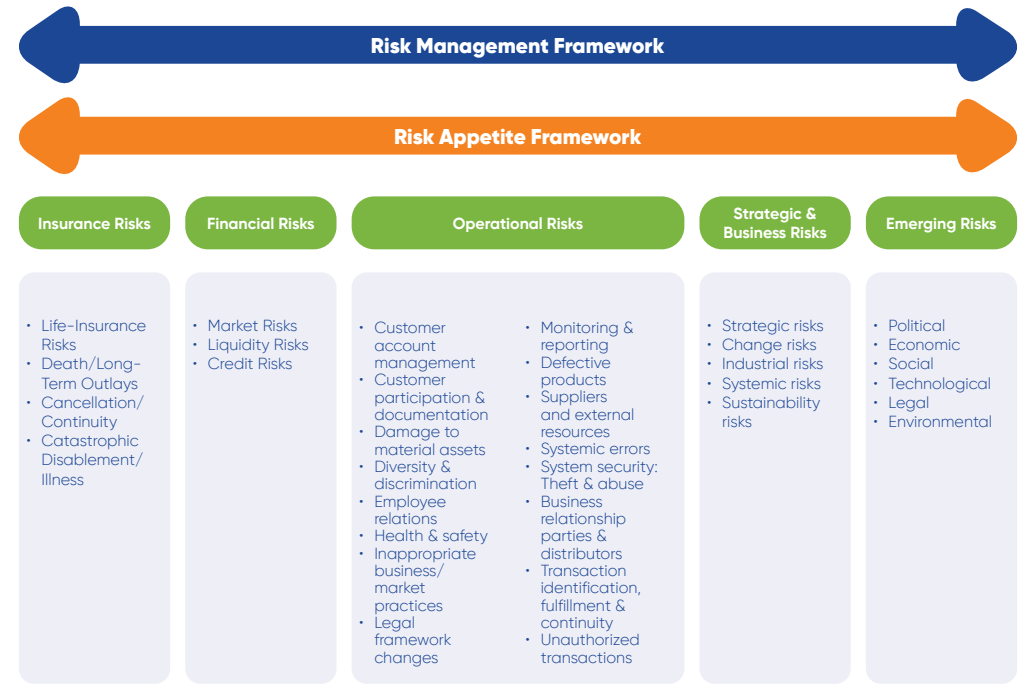 Risk Management Framework
Risk Appetite Framework
Insurance Risks
• Life-Insurance
Risks
• Death/Long-
Term Outlays
• Cancellation/
Continuity
• Catastrophic
Disablement/
Illness
Financial Risks
• Market Risks
• Liquidity Risks
• Credit Risks
Operational Risks
• Customer
account
management
• Customer
participation &
documentation
• Damage to
material assets
• Diversity &
discrimination
• Employee
relations
• Health & safety
• Inappropriate
business/
market
practices
• Legal
framework
changes
• Monitoring &
reporting
• Defective
products
• Suppliers
and external
resources
• Systemic errors
• System security:
Theft & abuse
• Business
relationship
parties &
distributors
• Transaction
identification,
fulfillment &
continuity
• Unauthorized
transactions
Strategic &
Business Risks
• Strategic risks
• Change risks
• Industrial risks
• Systemic risks
• Sustainability
risks
Emerging Risks
• Political
• Economic
• Social
• Technological
• Legal
• Environmental